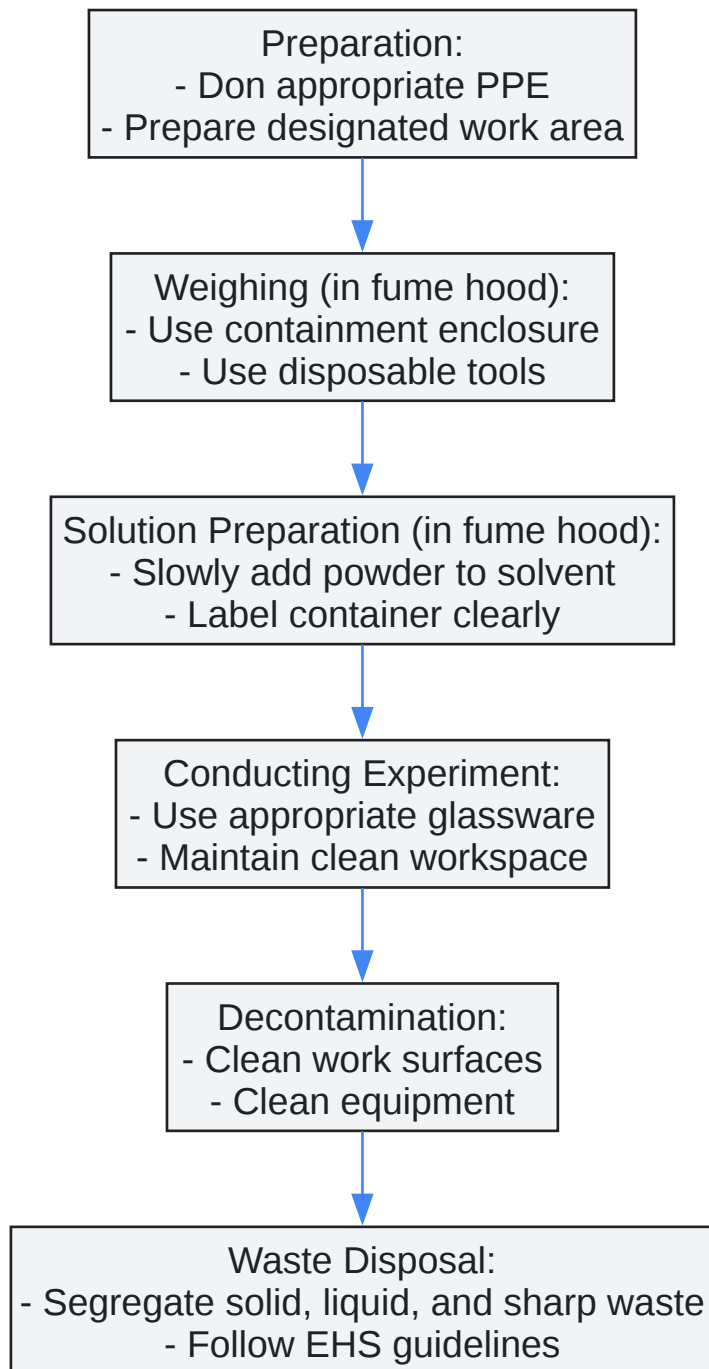 Preparation:
- Don appropriate PPE
- Prepare designated work area
Weighing (in fume hood):
- Use containment enclosure
- Use disposable tools
Solution Preparation (in fume hood):
- Slowly add powder to solvent
- Label container clearly
Conducting Experiment:
- Use appropriate glassware
- Maintain clean workspace
Decontamination:
- Clean work surfaces
- Clean equipment
Waste Disposal:
- Segregate solid, liquid, and sharp waste
- Follow EHS guidelines